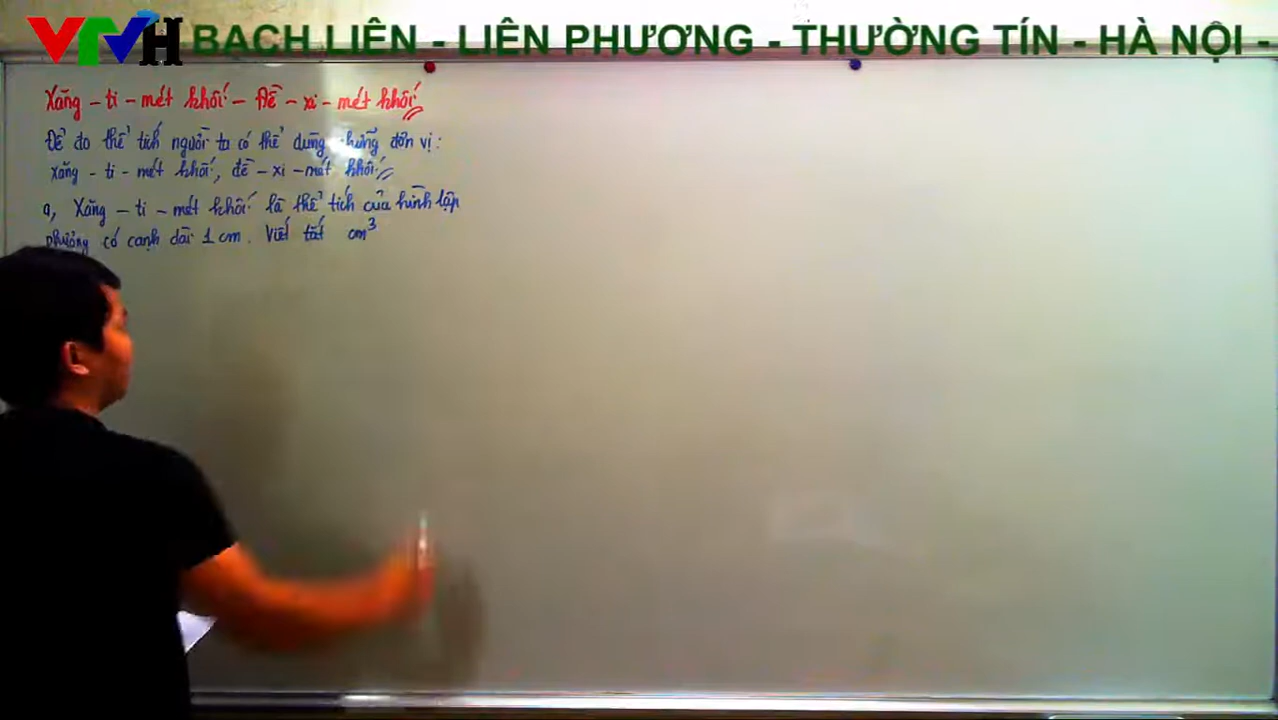 VTVH BẠCH LIÊN - LIÊN PHƯƠNG - THƯỜNG TÍN - HÀ NỘI -
Xăng - ti - mét khối - Đề - xi - mét khối
Để đo thể tích người ta có thể dùng những đơn vị:
xăng - ti - mét khối, đề - xi - mét khối
a, Xăng - ti - mét khối là thể tích của hình lập
phương có cạnh dài 1 cm. Viết tắt cm³